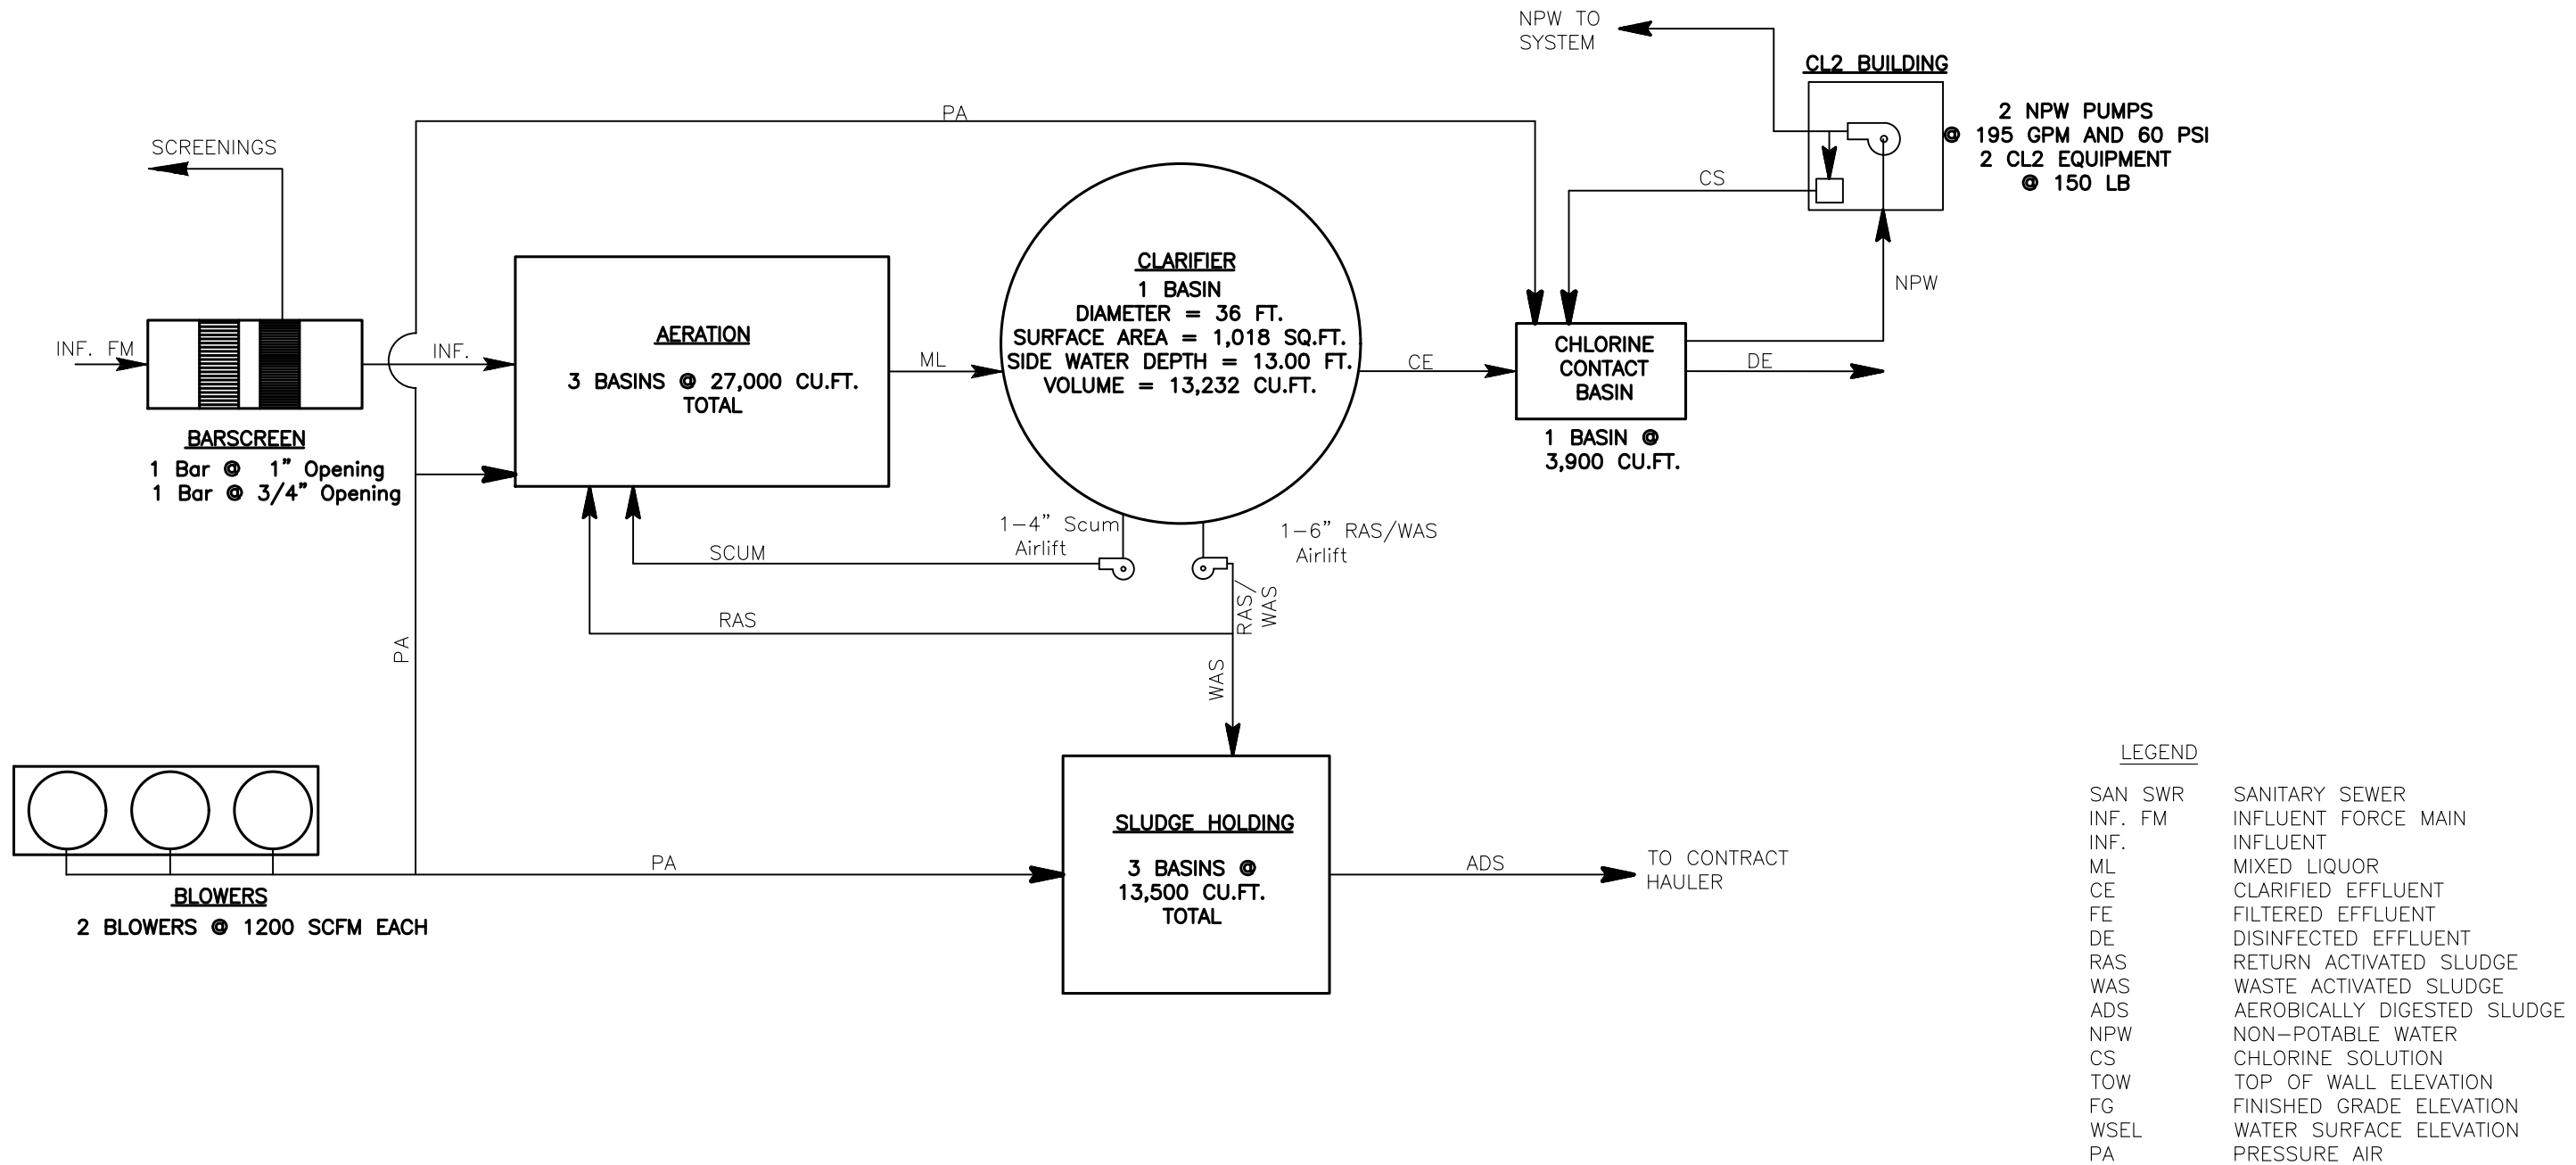 NPW TO
SYSTEM
CL2 BUILDING
2 NPW PUMPS
@ 195 GPM AND 60 PSI
2 CL2 EQUIPMENT
@ 150 LB
PA
SCREENINGS
CS
NPW
CLARIFIER
1 BASIN
DIAMETER = 36 FT.
SURFACE AREA = 1,018 SQ.FT.
SIDE WATER DEPTH = 13.00 FT.
VOLUME = 13,232 CU.FT.
INF. FM
INF.
AERATION
3 BASINS @ 27,000 CU.FT.
TOTAL
ML
CE
CHLORINE
CONTACT
BASIN
DE
1 BASIN @
3,900 CU.FT.
BARSCREEN
1 Bar @ 1" Opening
1 Bar @ 3/4" Opening
1-4" Scum
Airlift
1-6" RAS/WAS
Airlift
SCUM
RAS/
WAS
RAS
PA
WAS
SLUDGE HOLDING
3 BASINS @
13,500 CU.FT.
TOTAL
PA
ADS
TO CONTRACT
HAULER
BLOWERS
2 BLOWERS @ 1200 SCFM EACH
LEGEND
SAN SWR SANITARY SEWER
INF. FM INFLUENT FORCE MAIN
INF. INFLUENT
ML MIXED LIQUOR
CE CLARIFIED EFFLUENT
FE FILTERED EFFLUENT
DE DISINFECTED EFFLUENT
RAS RETURN ACTIVATED SLUDGE
WAS WASTE ACTIVATED SLUDGE
ADS AEROBICALLY DIGESTED SLUDGE
NPW NON-POTABLE WATER
CS CHLORINE SOLUTION
TOW TOP OF WALL ELEVATION
FG FINISHED GRADE ELEVATION
WSEL WATER SURFACE ELEVATION
PA PRESSURE AIR